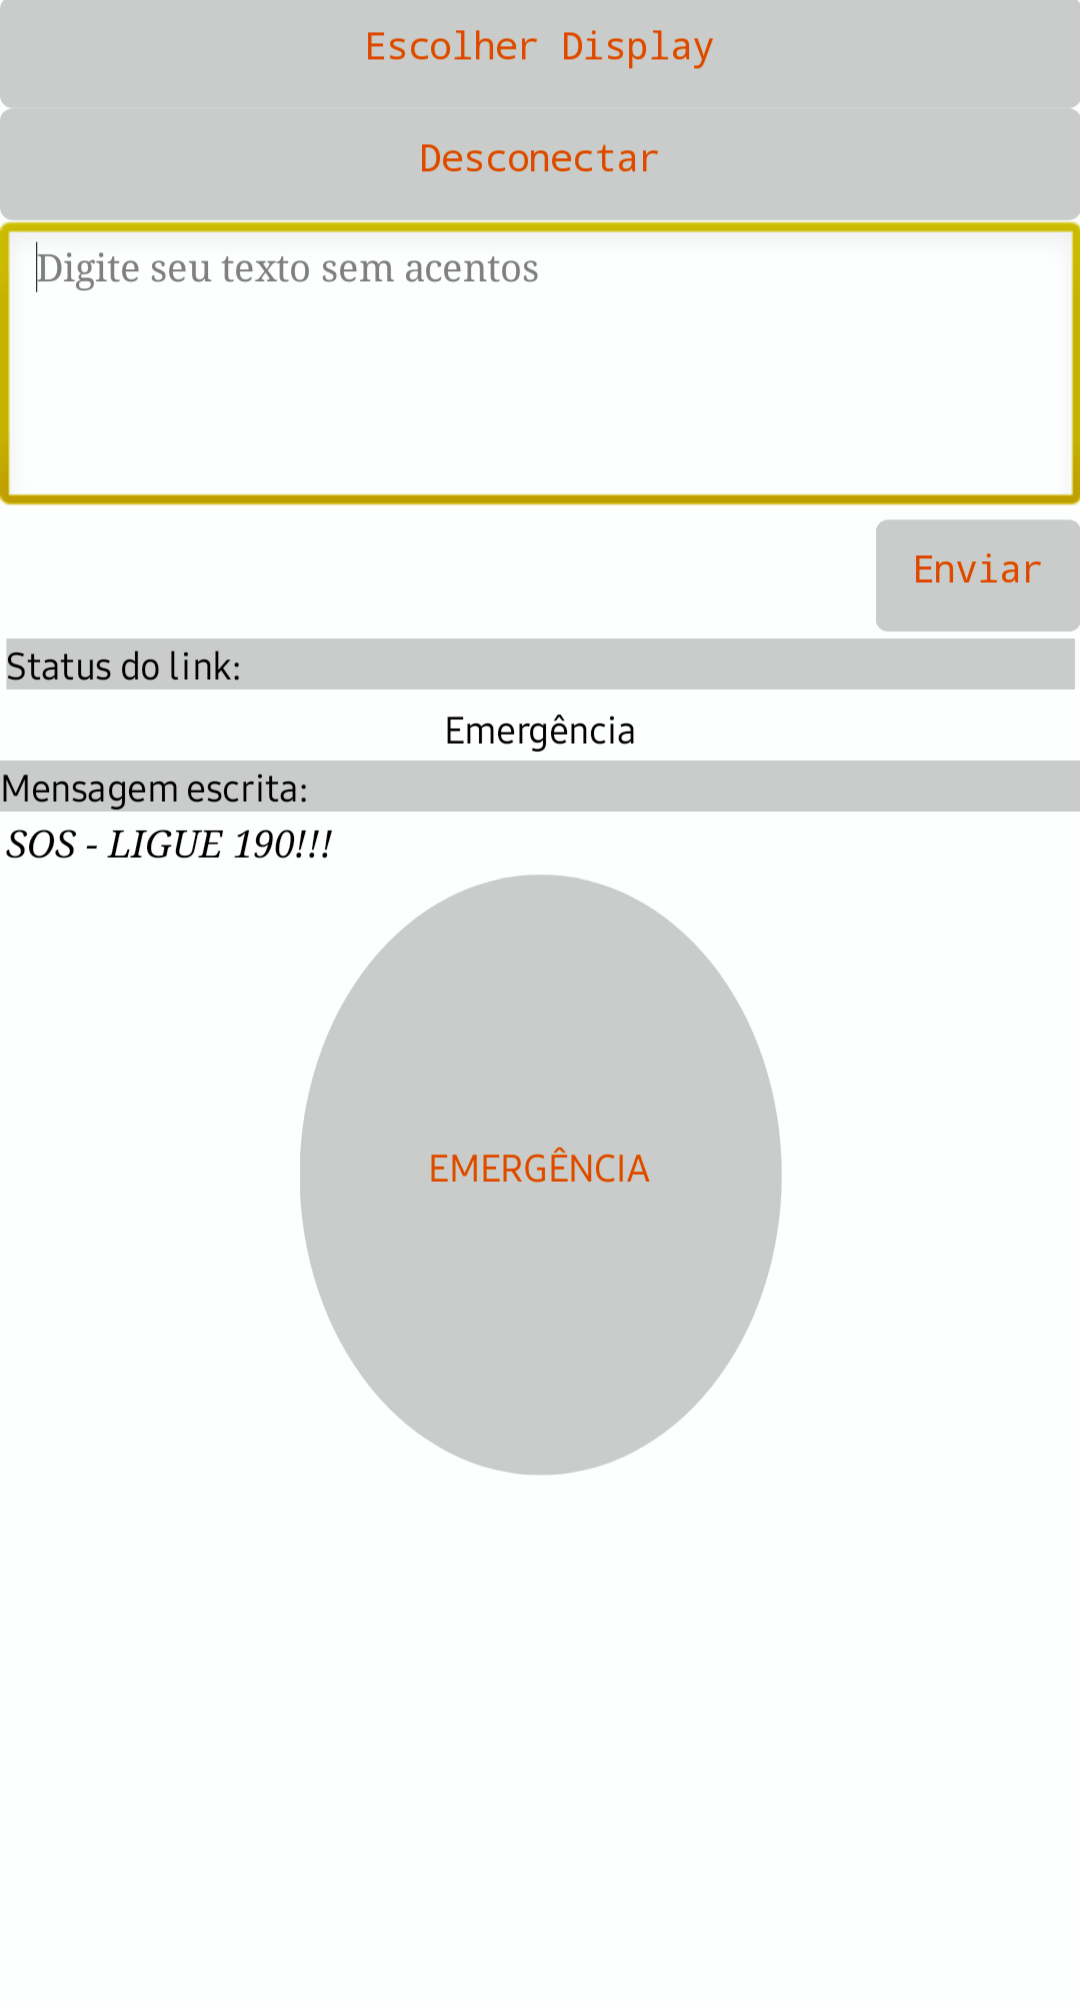 Escolher Display
Desconectar
Digite seu texto sem acentos
Enviar
Status do link:
Emergência
Mensagem escrita:
SOS - LIGUE 190!!!
EMERGÊNCIA